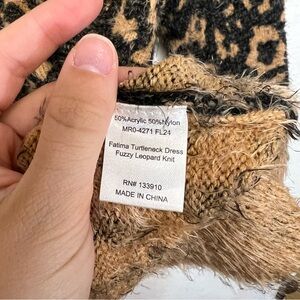 50%Acrylic 50%Nylon
MR0-4271 FL24
Fatima Turtleneck Dress
Fuzzy Leopard Knit
RN# 133910
MADE IN CHINA